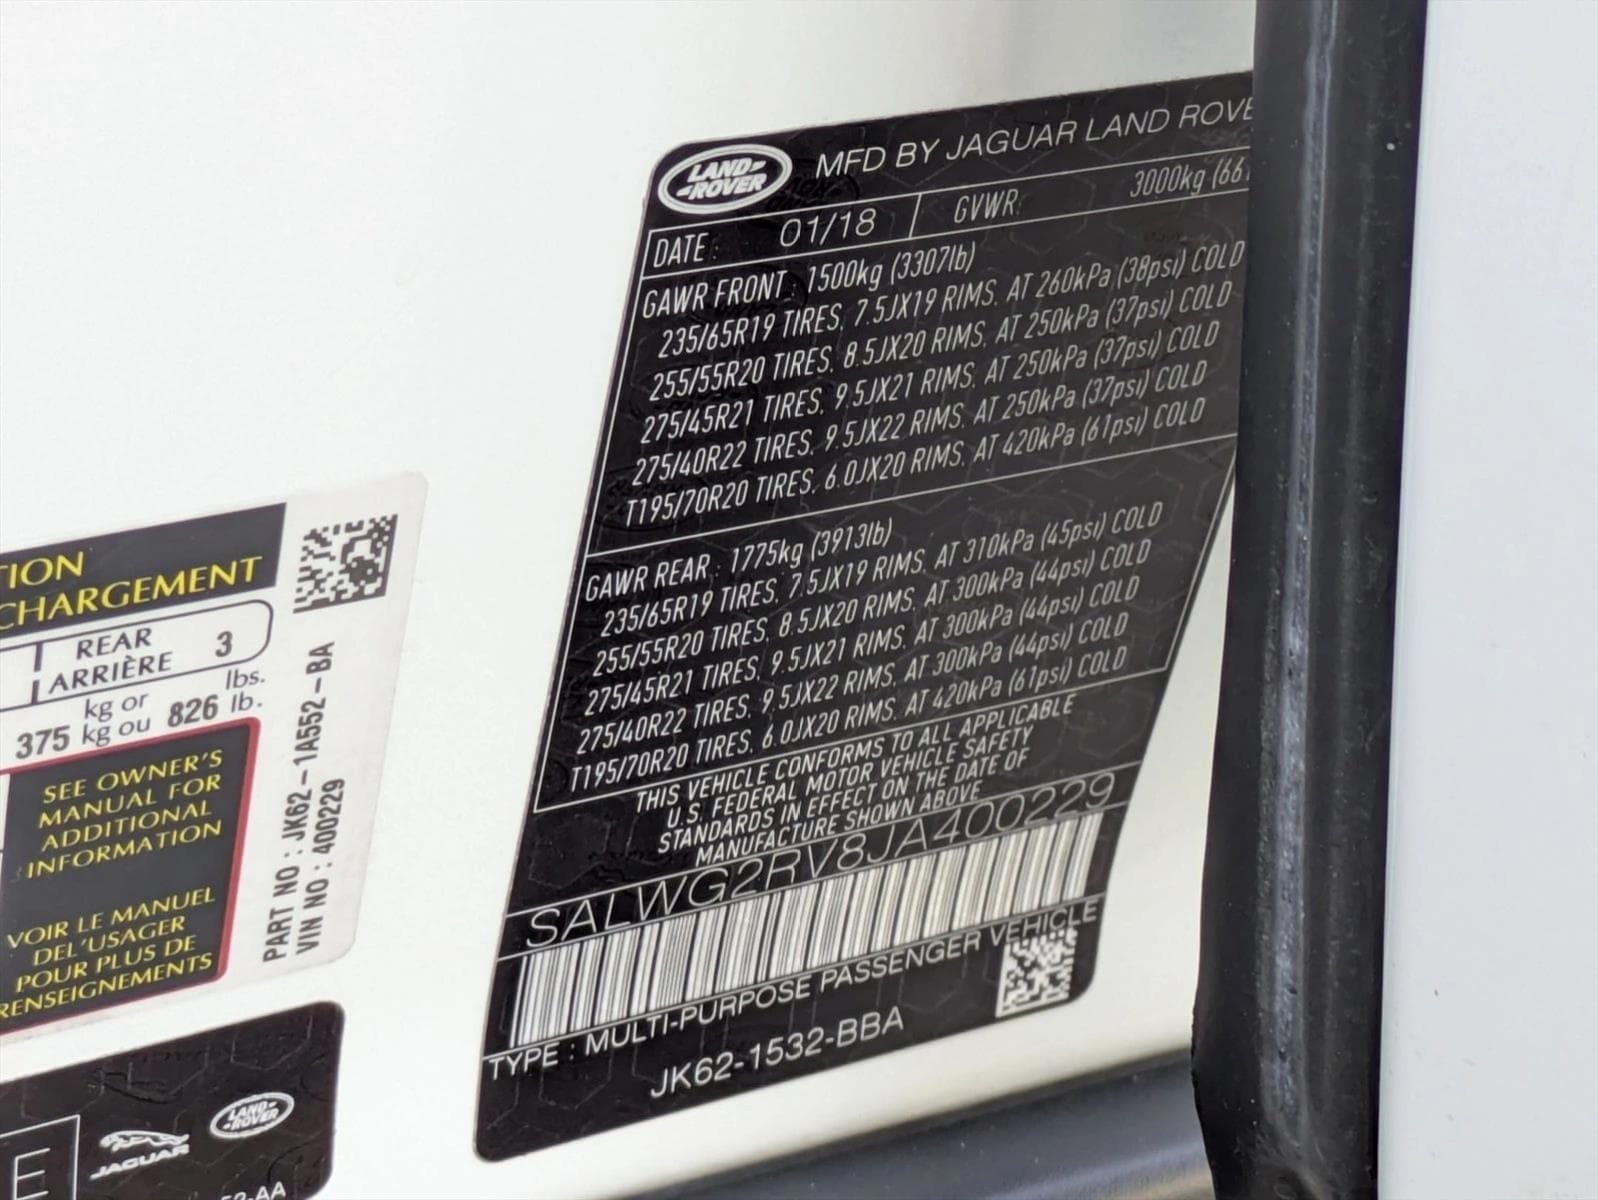 LAND-
-ROVER
MFD BY JAGUAR LAND ROVE
DATE : 01/18 GVWR 3000kg (66
GAWR FRONT : 1500kg (3307lb)
235/65R19 TIRES, 7.5JX19 RIMS, AT 260kPa (38psi) COLD
255/55R20 TIRES, 8.5JX20 RIMS, AT 250kPa (37psi) COLD
275/45R21 TIRES, 9.5JX21 RIMS, AT 250kPa (37psi) COLD
275/40R22 TIRES, 9.5JX22 RIMS, AT 250kPa (37psi) COLD
T195/70R20 TIRES, 6.0JX20 RIMS, AT 420kPa (61psi) COLD
GAWR REAR : 1775kg (3913lb)
235/65R19 TIRES, 7.5JX19 RIMS, AT 310kPa (45psi) COLD
255/55R20 TIRES, 8.5JX20 RIMS, AT 300kPa (44psi) COLD
275/45R21 TIRES, 9.5JX21 RIMS, AT 300kPa (44psi) COLD
275/40R22 TIRES, 9.5JX22 RIMS, AT 300kPa (44psi) COLD
T195/70R20 TIRES, 6.0JX20 RIMS, AT 420kPa (61psi) COLD
THIS VEHICLE CONFORMS TO ALL APPLICABLE
U.S. FEDERAL MOTOR VEHICLE SAFETY
STANDARDS IN EFFECT ON THE DATE OF
MANUFACTURE SHOWN ABOVE
SALWG2RV8JA400229
TYPE : MULTI-PURPOSE PASSENGER VEHICLE
JK62-1532-BBA
TION
CHARGEMENT
REAR
ARRIÈRE 3
375 kg or 826 lbs.
kg ou lb.
SEE OWNER'S
MANUAL FOR
ADDITIONAL
INFORMATION
VOIR LE MANUEL
DEL'USAGER
POUR PLUS DE
RENSEIGNEMENTS
PART NO : JK62-1A552-BA
VIN NO : 400229
E
JAGUAR
LAND-
-ROVER
52-AA